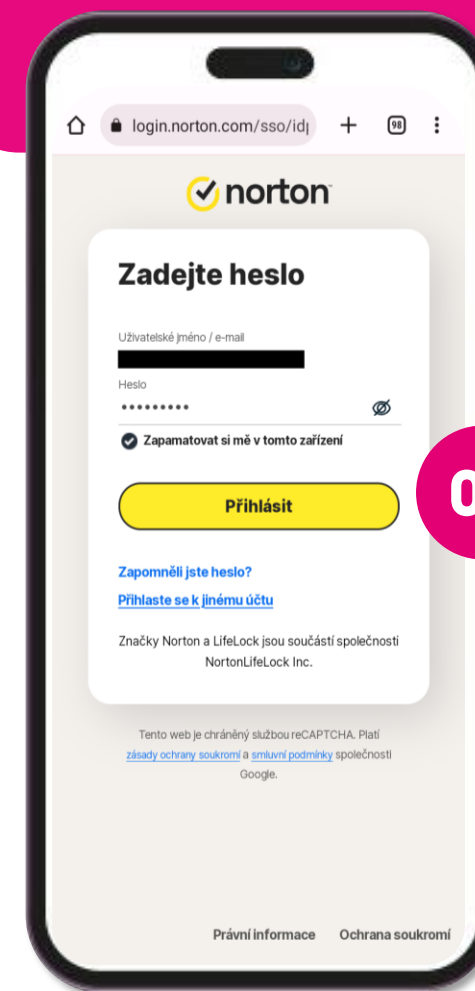 login.norton.com/sso/idp
98
norton
Zadejte heslo
Uživatelské jméno / e-mail
Heslo
Zapamatovat si mě v tomto zařízení
Přihlásit
Zapomněli jste heslo?
Přihlaste se k jinému účtu
Značky Norton a LifeLock jsou součástí společnosti
NortonLifeLock Inc.
Tento web je chráněný službou reCAPTCHA. Platí
zásady ochrany soukromí a smluvní podmínky společnosti
Google.
Právní informace Ochrana soukromí